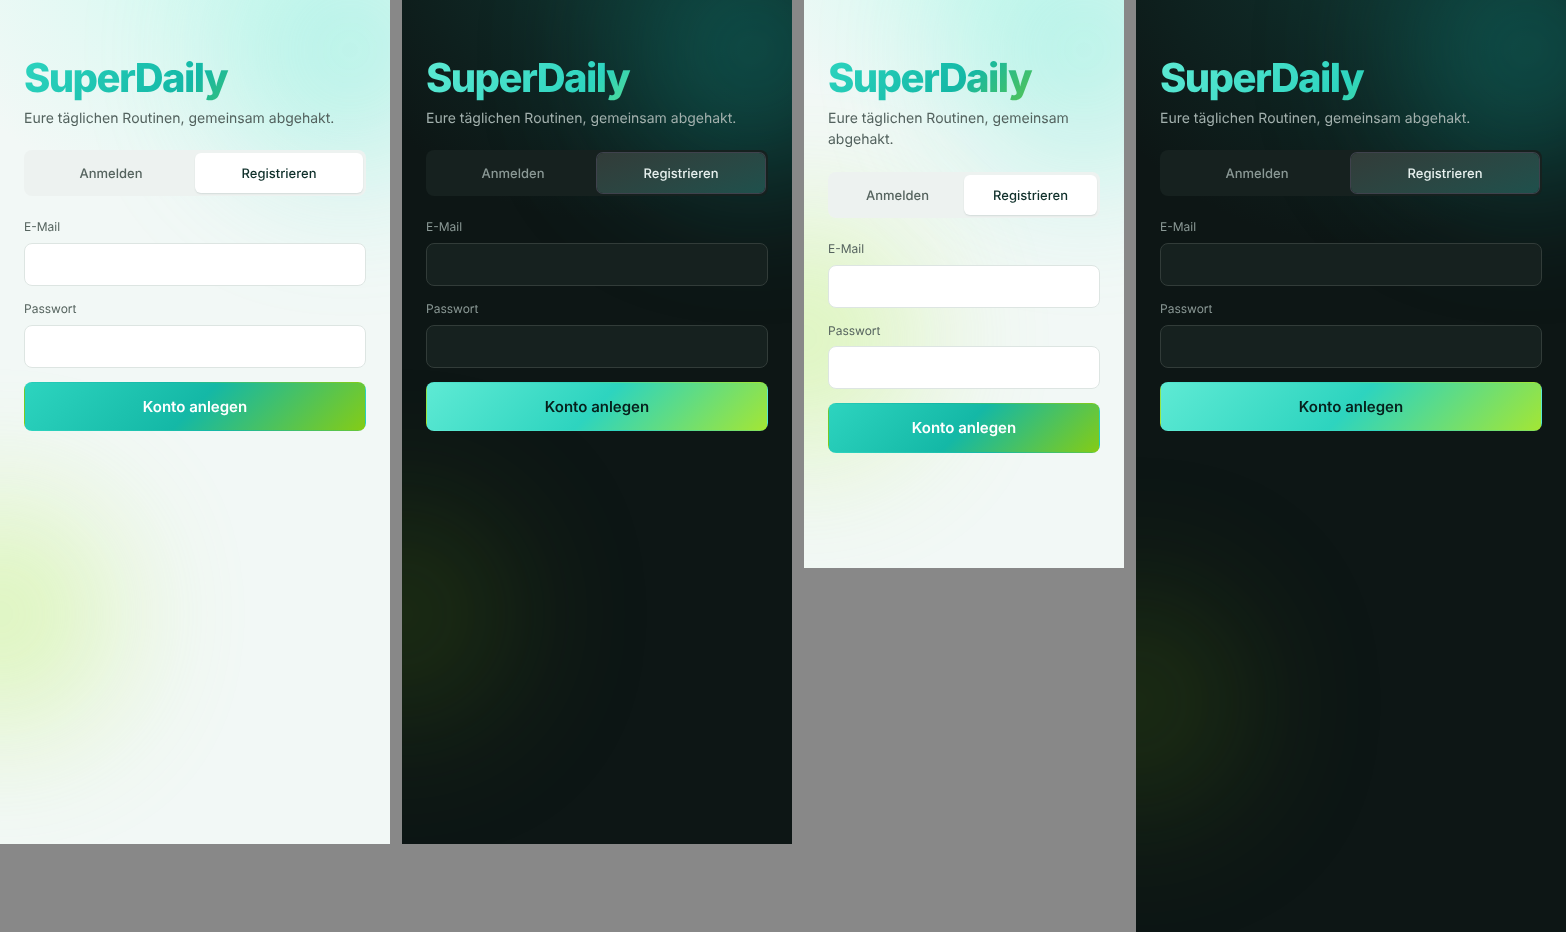 SuperDaily
Eure täglichen Routinen, gemeinsam abgehakt.
Anmelden
Registrieren
E-Mail
Passwort
Konto anlegen
SuperDaily
Eure täglichen Routinen, gemeinsam abgehakt.
Anmelden
Registrieren
E-Mail
Passwort
Konto anlegen
SuperDaily
Eure täglichen Routinen, gemeinsam
abgehakt.
Anmelden
Registrieren
E-Mail
Passwort
Konto anlegen
SuperDaily
Eure täglichen Routinen, gemeinsam abgehakt.
Anmelden
Registrieren
E-Mail
Passwort
Konto anlegen